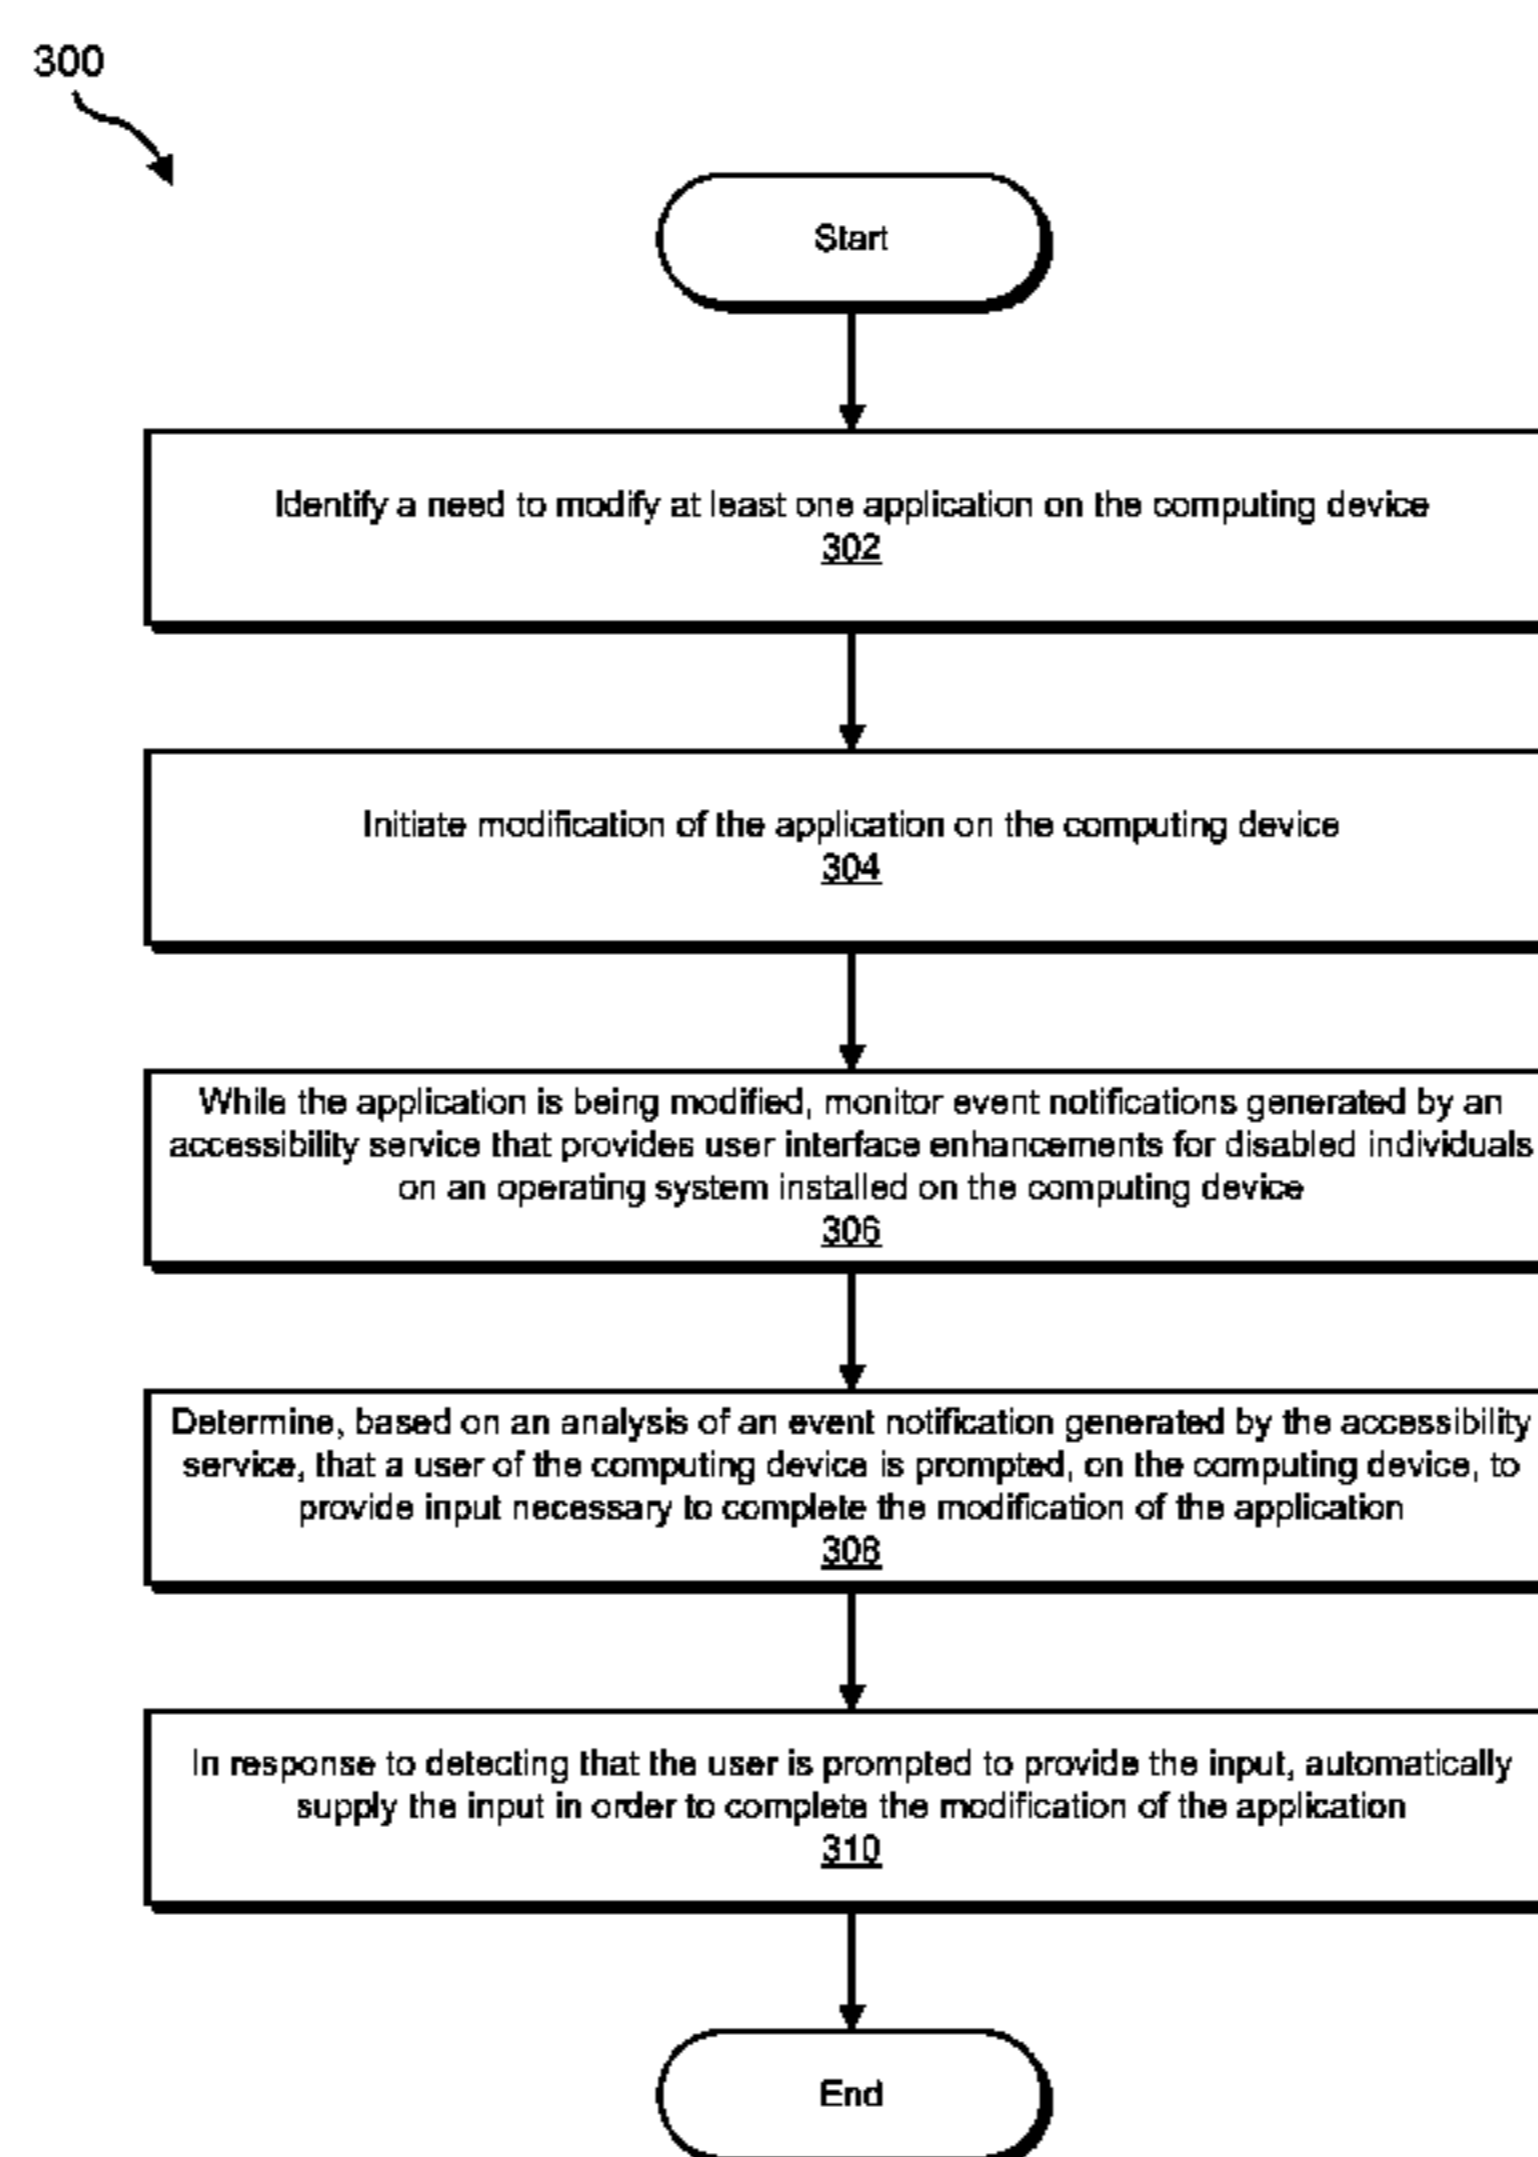 300
Start
Identify a need to modify at least one application on the computing device
302
Initiate modification of the application on the computing device
304
While the application is being modified, monitor event notifications generated by an
accessibility service that provides user interface enhancements for disabled individuals
on an operating system installed on the computing device
306
Determine, based on an analysis of an event notification generated by the accessibility
service, that a user of the computing device is prompted, on the computing device, to
provide input necessary to complete the modification of the application
308
In response to detecting that the user is prompted to provide the input, automatically
supply the input in order to complete the modification of the application
310
End